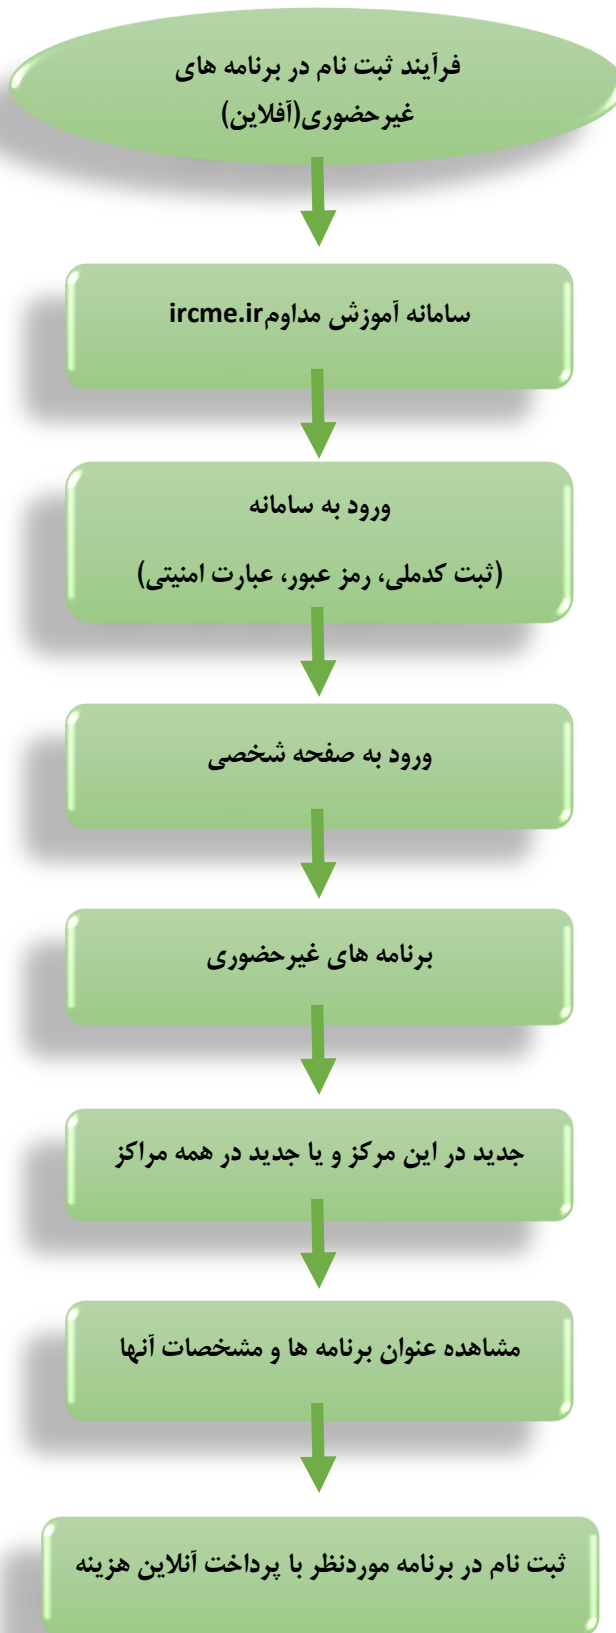 فرآیند ثبت نام در برنامه های
غیرحضوری(آفلاین)
سامانه آموزش مداومircme.ir
ورود به سامانه
(ثبت کدملی، رمز عبور، عبارت امنیتی)
ورود به صفحه شخصی
برنامه های غیرحضوری
جدید در این مرکز و یا جدید در همه مراکز
مشاهده عنوان برنامه ها و مشخصات آنها
ثبت نام در برنامه موردنظر با پرداخت آنلاین هزینه